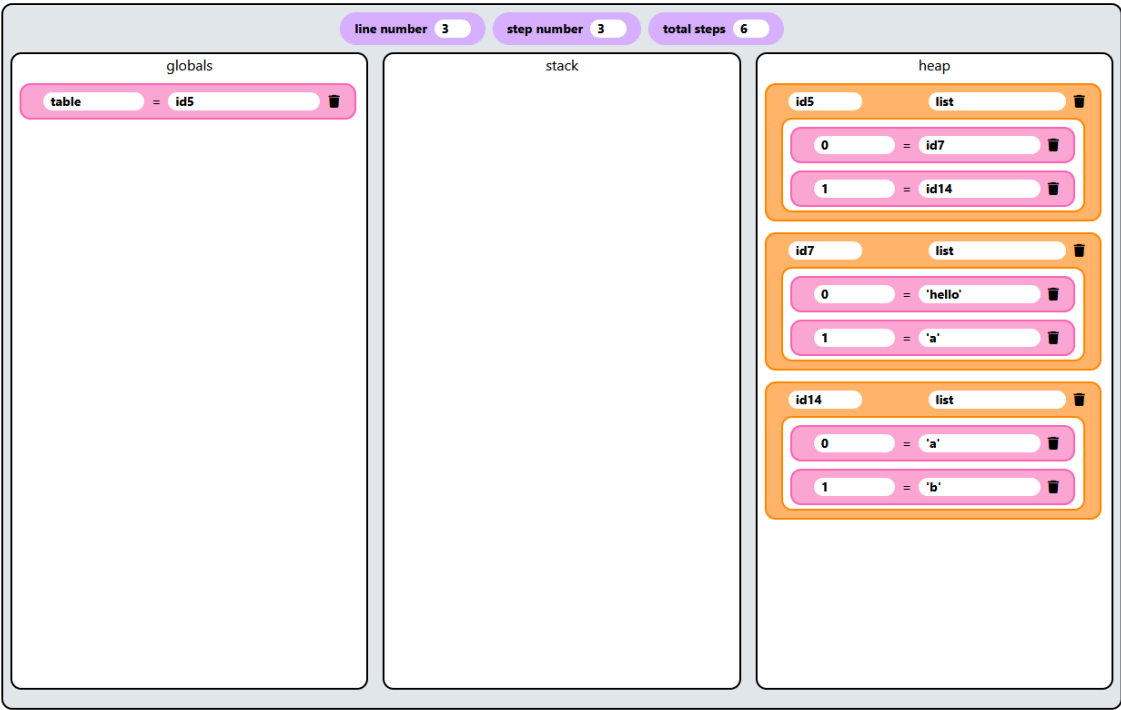 line number 3 step number 3 total steps 6
globals
table = id5
stack
heap
id5 list
0 = id7
1 = id14
id7 list
0 = 'hello'
1 = 'a'
id14 list
0 = 'a'
1 = 'b'